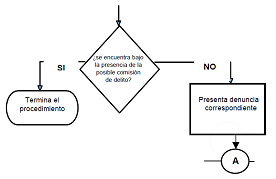 ¿se encuentra bajo
la presencia de la
posible comisión
de delito?
SI
NO
Termina el
procedimiento
Presenta denuncia
correspondiente
A